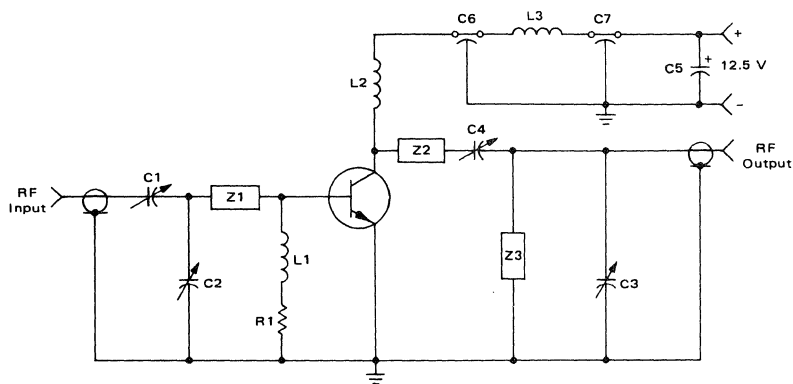 C6
L3
C7
+
C5
+
12.5 V
-
L2
C4
Z2
RF
Output
C1
RF
Input
Z1
C2
L1
Z3
C3
R1